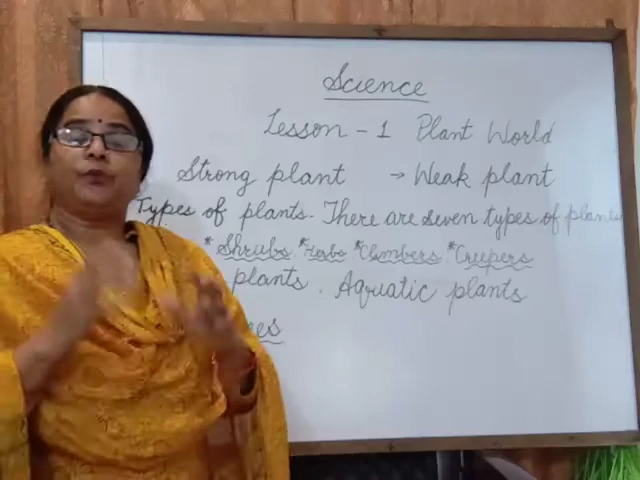 Science
Lesson - 1 Plant World
Strong plant → Weak plant
Types of plants. There are seven types of plants
*Shrubs *Herbs *Climbers *Creepers
plants. Aquatic plants
ees